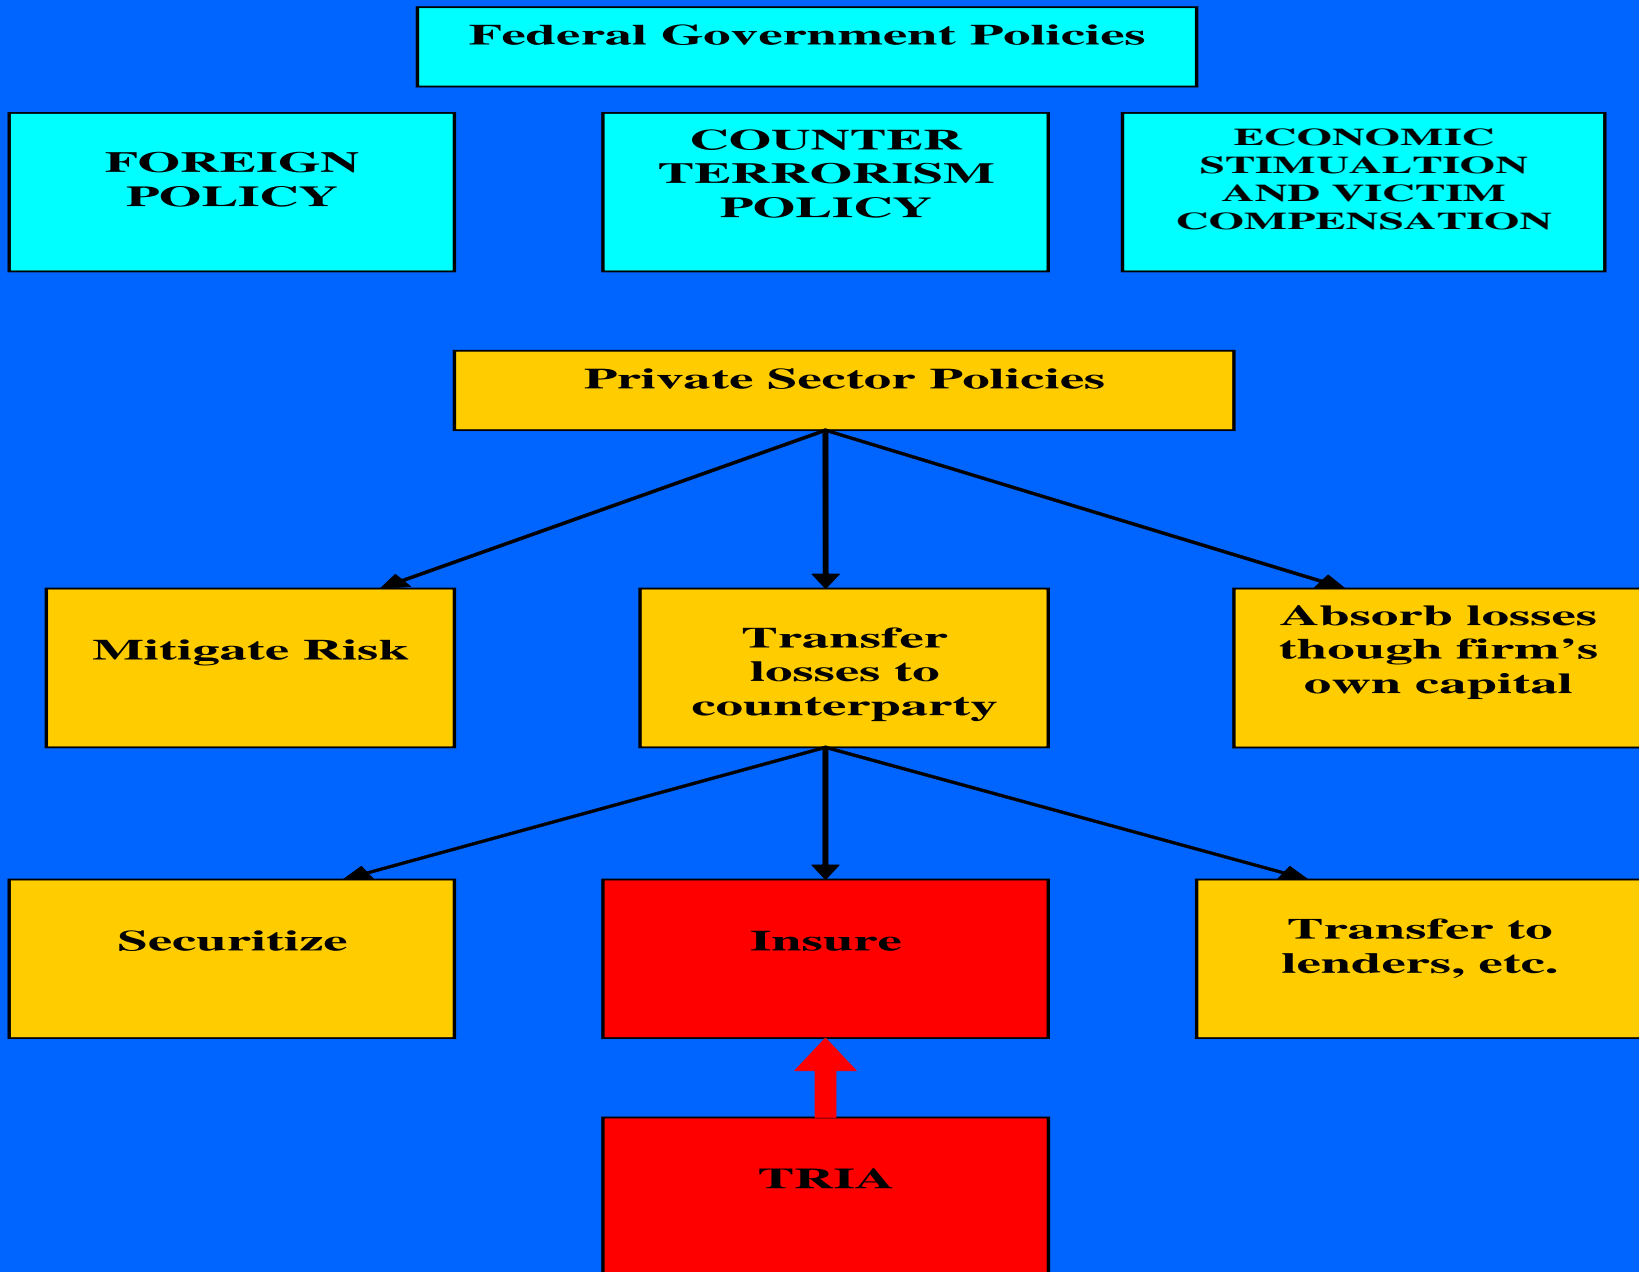 Federal Government Policies
FOREIGN
POLICY
COUNTER
TERRORISM
POLICY
ECONOMIC
STIMUALTION
AND VICTIM
COMPENSATION
Private Sector Policies
Mitigate Risk
Transfer
losses to
counterparty
Absorb losses
though firm’s
own capital
Securitize
Insure
Transfer to
lenders, etc.
TRIA